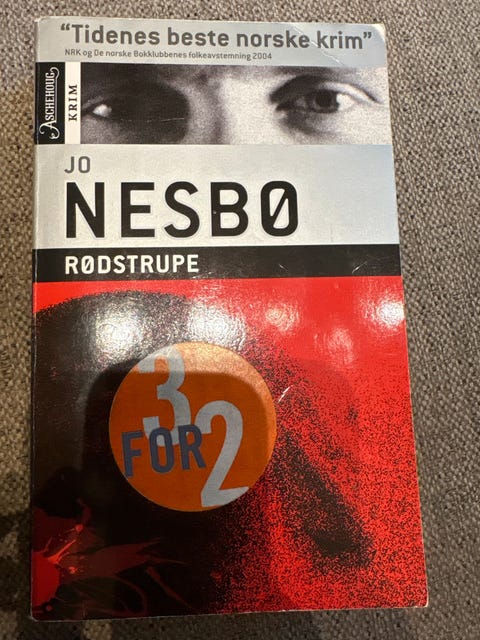 "Tidenes beste norske krim"
NRK og De norske Bokklubbenes folkeavstemning 2004
ASCHEHOUG
KRIM
JO
NESBØ
RØDSTRUPE
3
FOR
2